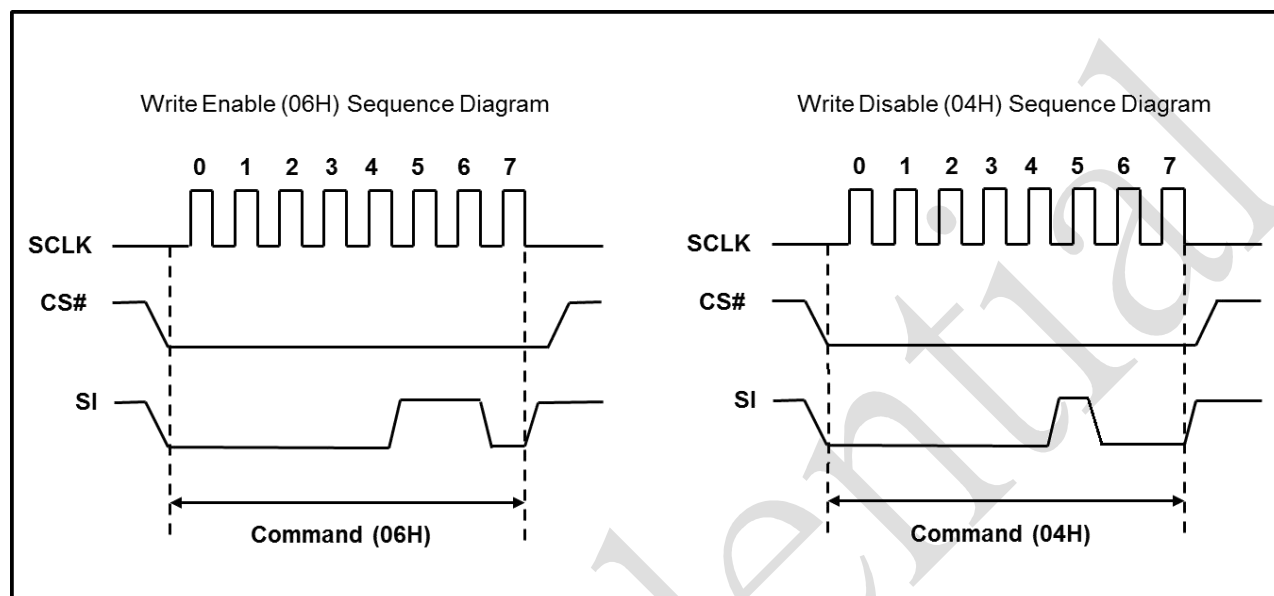 Write Enable (06H) Sequence Diagram
0 1 2 3 4 5 6 7
SCLK
CS#
SI
Command (06H)
Write Disable (04H) Sequence Diagram
0 1 2 3 4 5 6 7
SCLK
CS#
SI
Command (04H)
ential